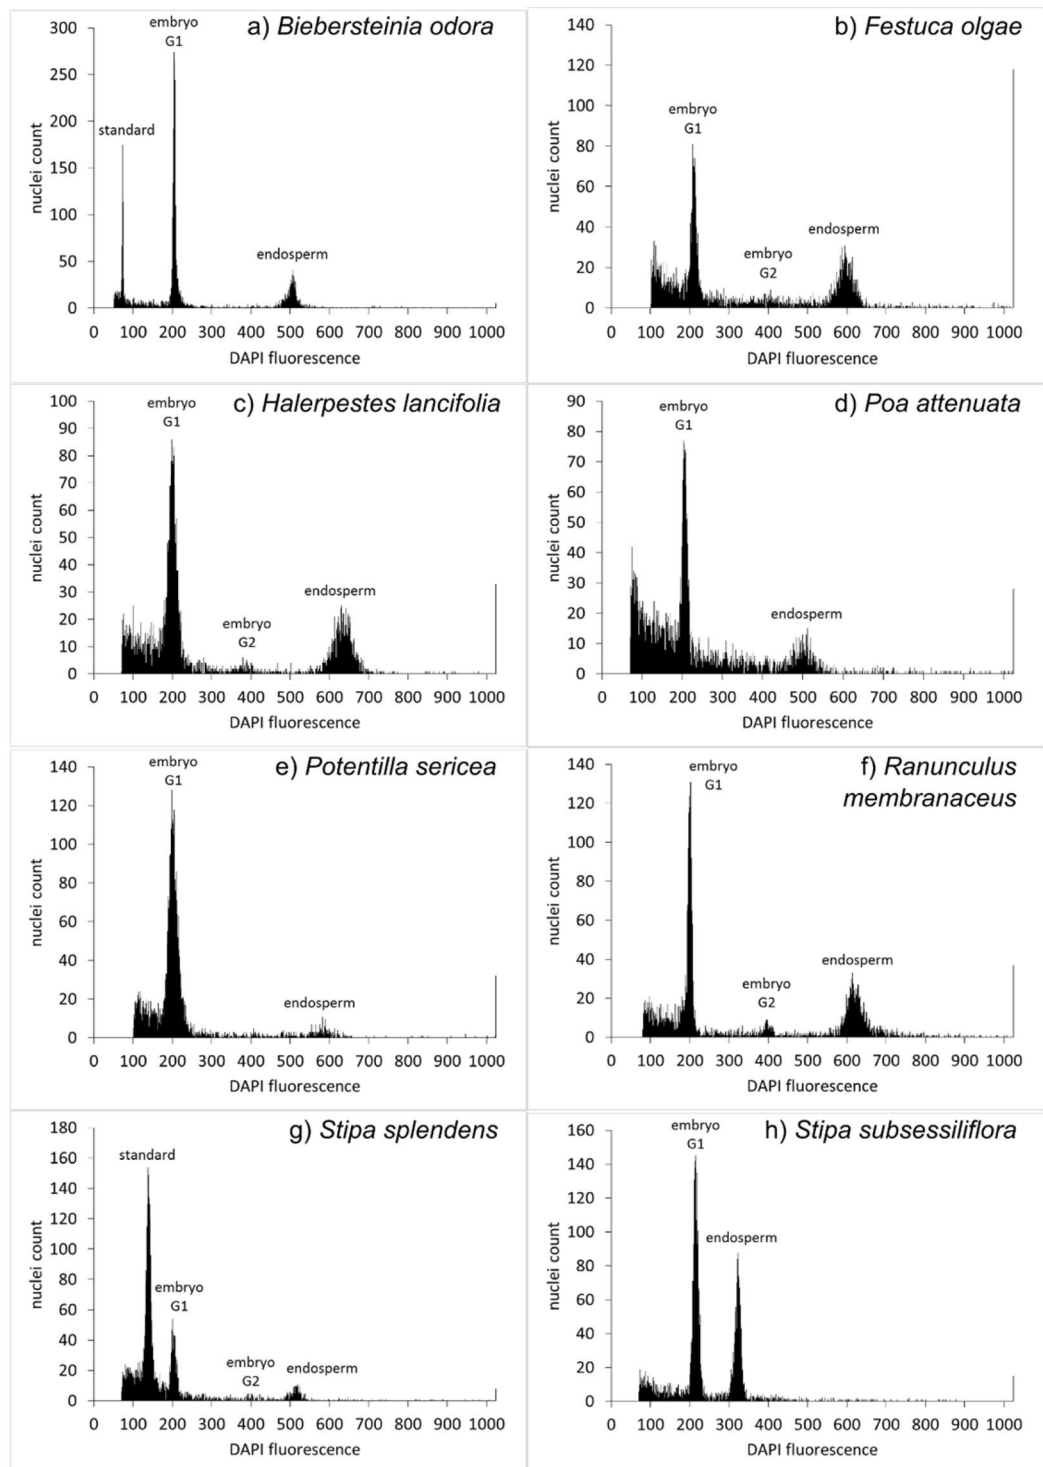 a) Biebersteinia odora
300
250
200
150
100
50
0
nuclei count
standard
embryo
G1
endosperm
0 100 200 300 400 500 600 700 800 900 1000
DAPI fluorescence
b) Festuca olgae
140
120
100
80
60
40
20
0
nuclei count
embryo
G1
embryo
G2
endosperm
0 100 200 300 400 500 600 700 800 900 1000
DAPI fluorescence
c) Halerpestes lancifolia
100
90
80
70
60
50
40
30
20
10
0
nuclei count
embryo
G1
embryo
G2
endosperm
0 100 200 300 400 500 600 700 800 900 1000
DAPI fluorescence
d) Poa attenuata
90
80
70
60
50
40
30
20
10
0
nuclei count
embryo
G1
endosperm
0 100 200 300 400 500 600 700 800 900 1000
DAPI fluorescence
e) Potentilla sericea
140
120
100
80
60
40
20
0
nuclei count
embryo
G1
endosperm
0 100 200 300 400 500 600 700 800 900 1000
DAPI fluorescence
f) Ranunculus
membranaceus
140
120
100
80
60
40
20
0
nuclei count
embryo
G1
embryo
G2
endosperm
0 100 200 300 400 500 600 700 800 900 1000
DAPI fluorescence
g) Stipa splendens
180
160
140
120
100
80
60
40
20
0
nuclei count
standard
embryo
G1
embryo
G2
endosperm
0 100 200 300 400 500 600 700 800 900 1000
DAPI fluorescence
h) Stipa subsessiliflora
160
140
120
100
80
60
40
20
0
nuclei count
embryo
G1
endosperm
0 100 200 300 400 500 600 700 800 900 1000
DAPI fluorescence